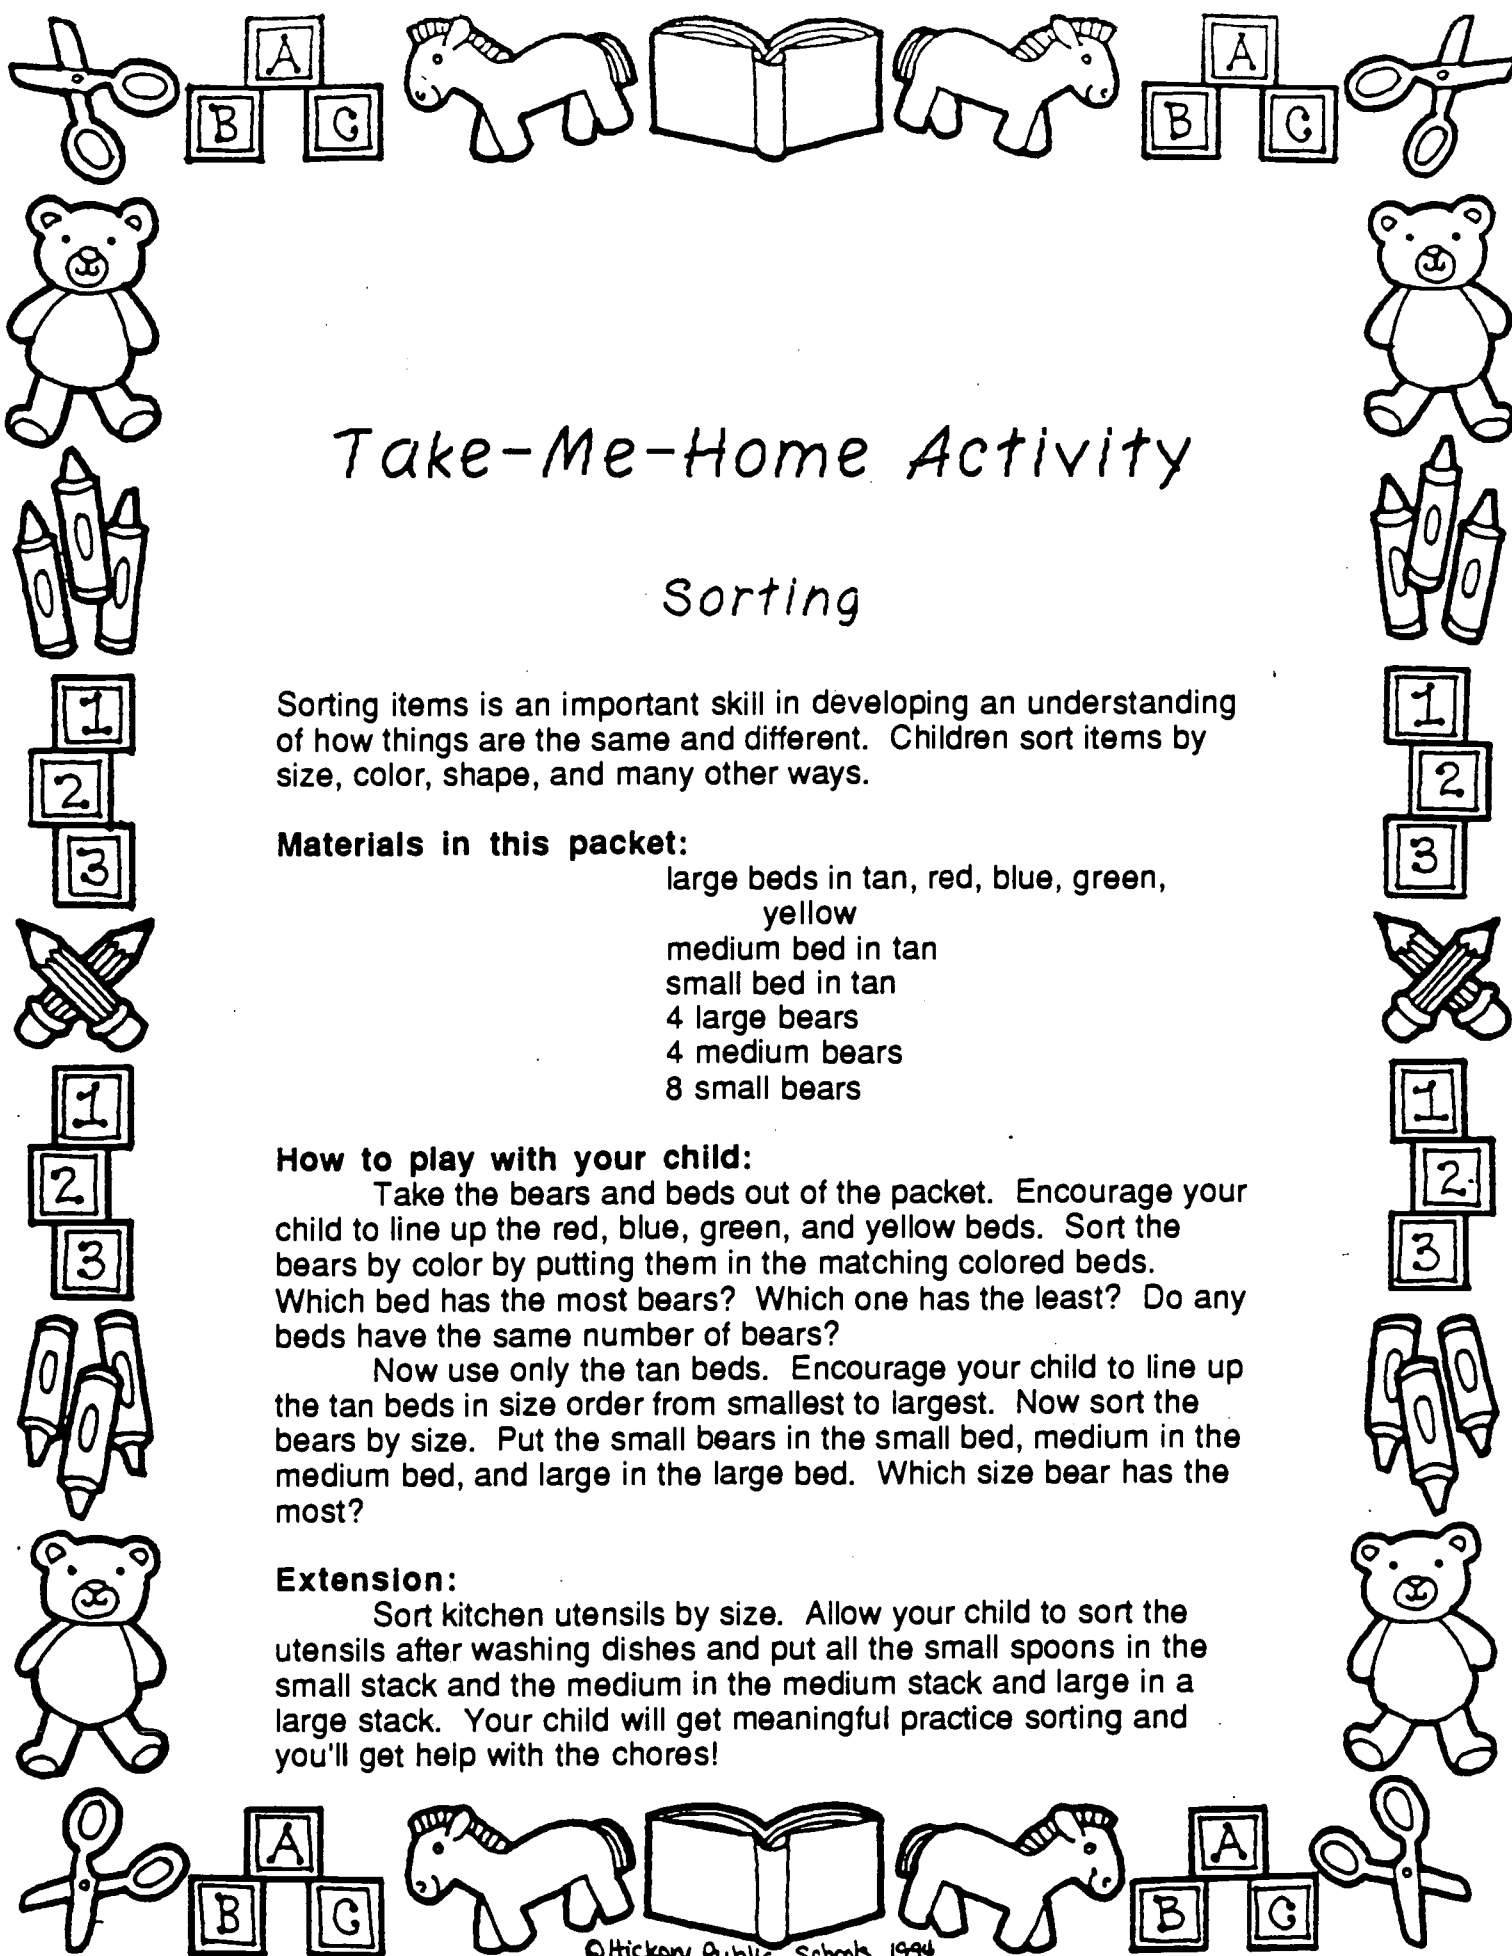 A
B C
A
B C
Take-Me-Home Activity
Sorting
Sorting items is an important skill in developing an understanding
of how things are the same and different. Children sort items by
size, color, shape, and many other ways.
Materials in this packet:
large beds in tan, red, blue, green,
yellow
medium bed in tan
small bed in tan
4 large bears
4 medium bears
8 small bears
How to play with your child:
Take the bears and beds out of the packet. Encourage your
child to line up the red, blue, green, and yellow beds. Sort the
bears by color by putting them in the matching colored beds.
Which bed has the most bears? Which one has the least? Do any
beds have the same number of bears?
Now use only the tan beds. Encourage your child to line up
the tan beds in size order from smallest to largest. Now sort the
bears by size. Put the small bears in the small bed, medium in the
medium bed, and large in the large bed. Which size bear has the
most?
Extension:
Sort kitchen utensils by size. Allow your child to sort the
utensils after washing dishes and put all the small spoons in the
small stack and the medium in the medium stack and large in a
large stack. Your child will get meaningful practice sorting and
you'll get help with the chores!
1
2
3
1
2
3
1
2
3
1
2
3
A
B C
A
B C
©Hickory Public Schools 1994